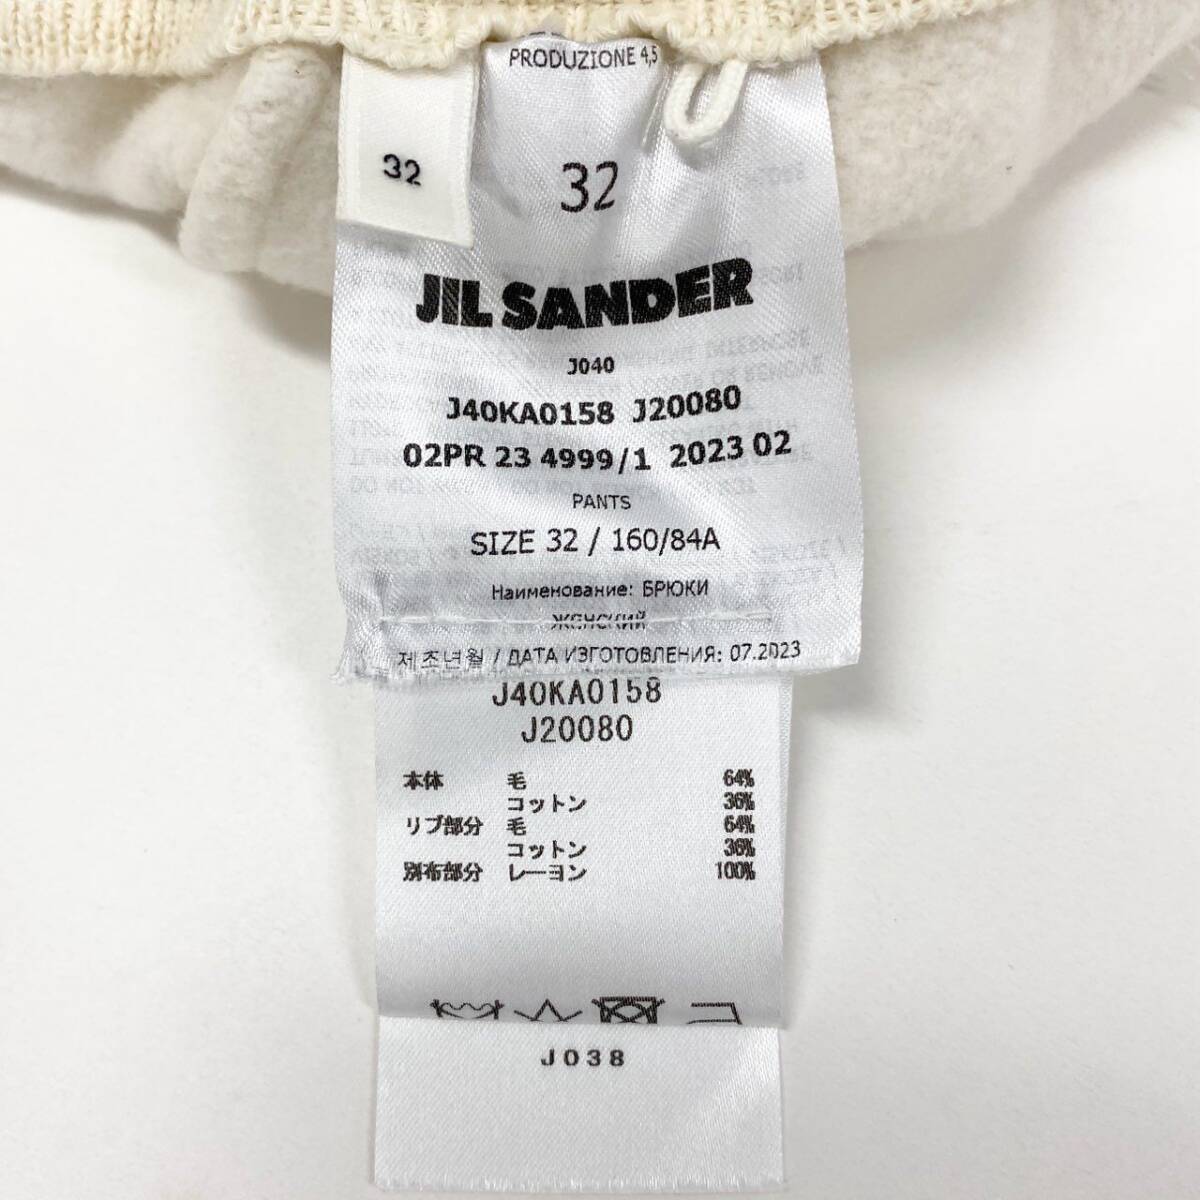 PRODUZIONE 4,5
32
32
JIL SANDER
J040
J40KA0158 J20080
02PR 23 4999/1 2023 02
PANTS
SIZE 32 / 160/84A
Наименование: БРЮКИ
ЖЕНСКИЙ
제조년월 / ДАТА ИЗГОТОВЛЕНИЯ: 07.2023
J40KA0158
J20080
本体 毛 64%
コットン 36%
リブ部分 毛 64%
コットン 36%
別布部分 レーヨン 100%
J038